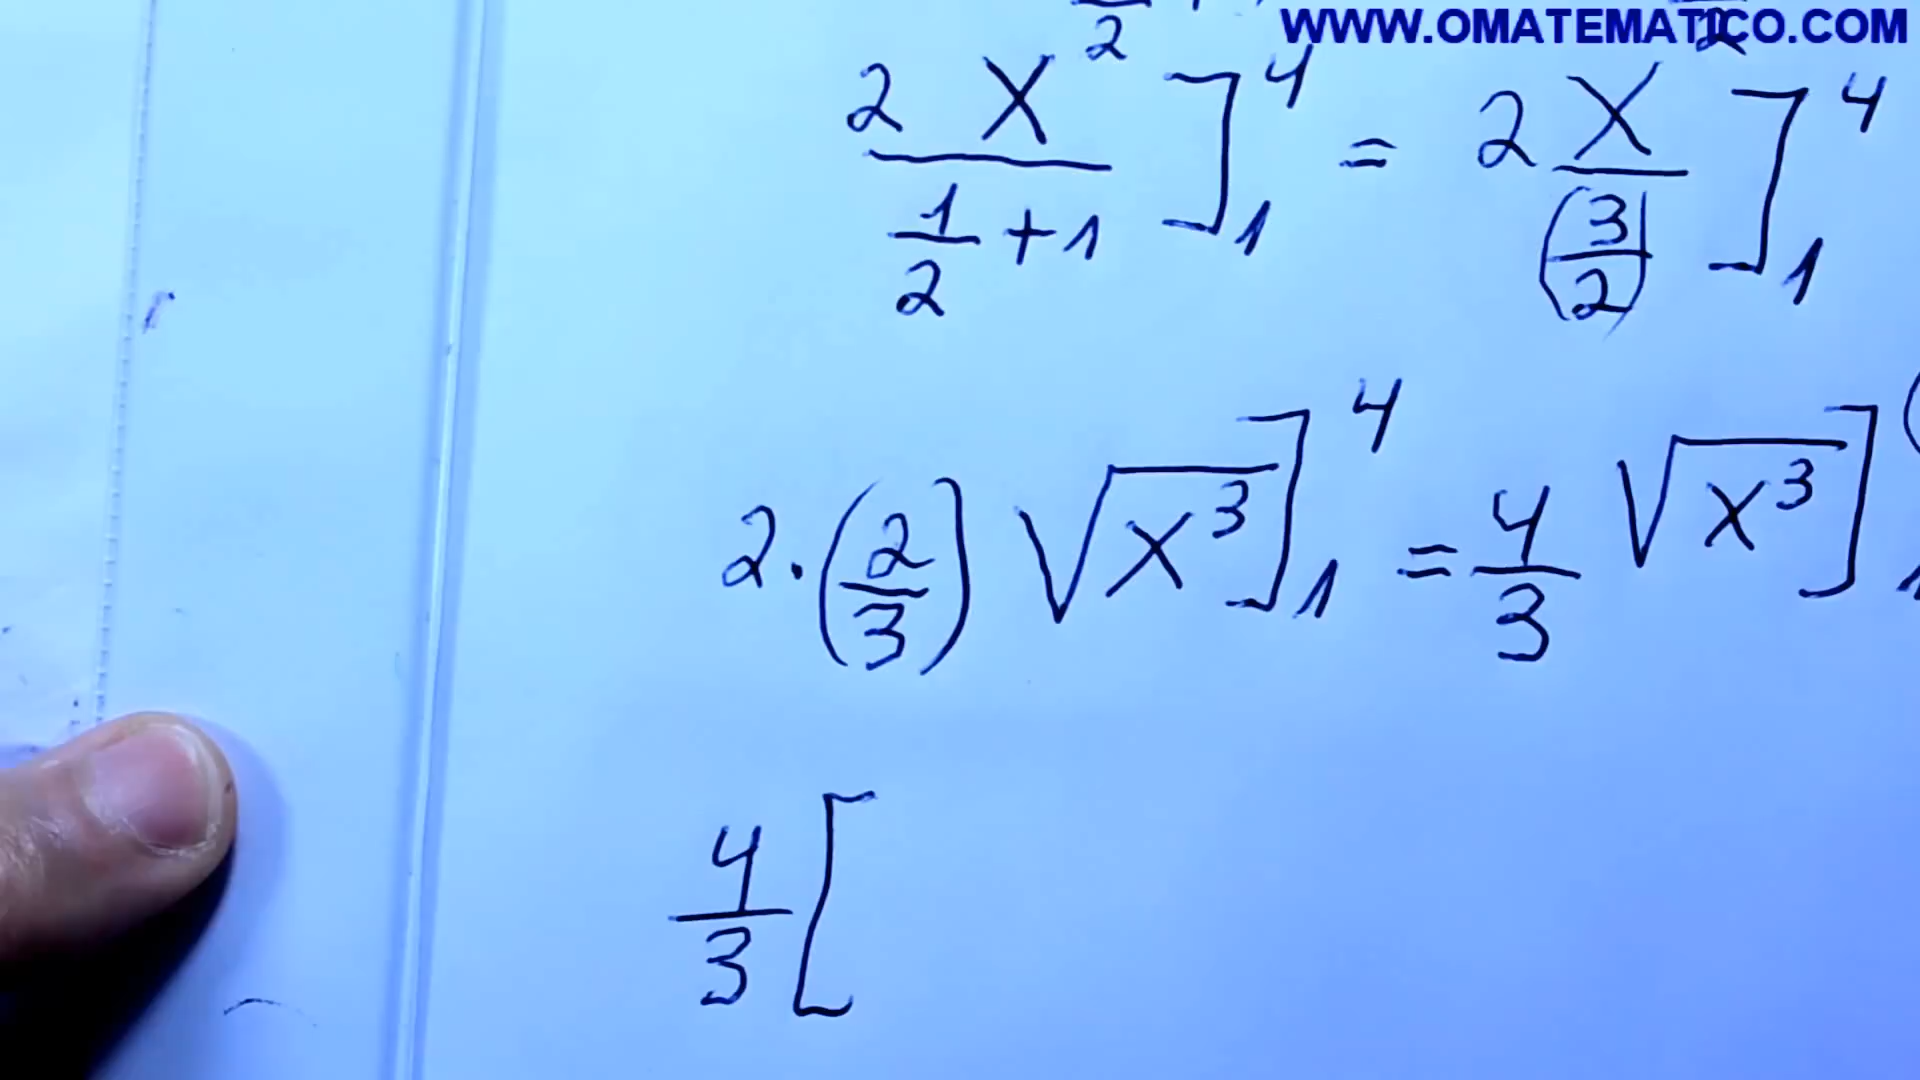 WWW.OMATEMATICO.COM
2 X / (1/2 + 1) ]₁⁴ = 2 X / (3/2) ]₁⁴
2 · (2/3) √x³ ]₁⁴ = 4/3 √x³ ]
4/3 [